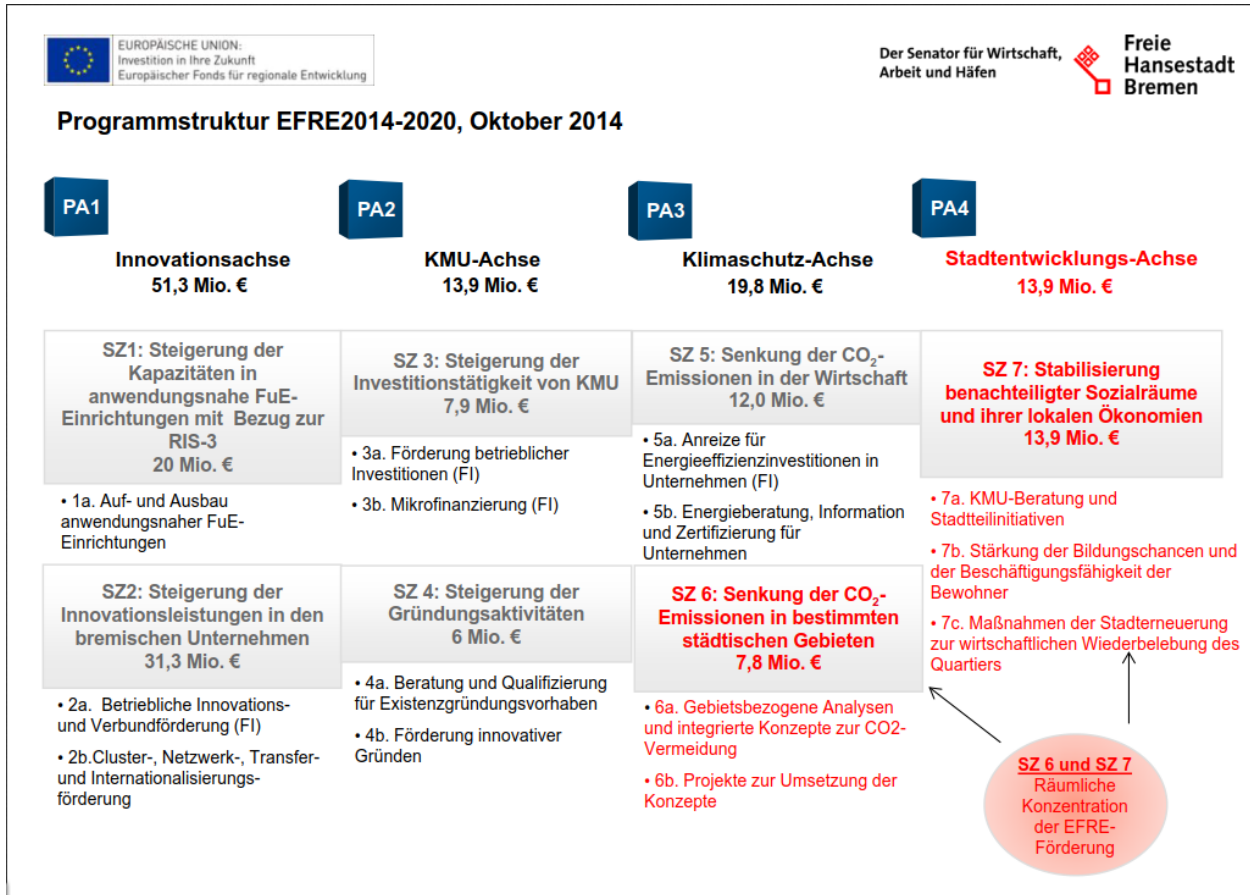 EUROPÄISCHE UNION:
Investition in Ihre Zukunft
Europäischer Fonds für regionale Entwicklung
Der Senator für Wirtschaft,
Arbeit und Häfen
Freie
Hansestadt
Bremen
Programmstruktur EFRE2014-2020, Oktober 2014
PA1
Innovationsachse
51,3 Mio. €
SZ1: Steigerung der
Kapazitäten in
anwendungsnahe FuE-
Einrichtungen mit Bezug zur
RIS-3
20 Mio. €
• 1a. Auf- und Ausbau
anwendungsnaher FuE-
Einrichtungen
SZ2: Steigerung der
Innovationsleistungen in den
bremischen Unternehmen
31,3 Mio. €
• 2a. Betriebliche Innovations-
und Verbundförderung (FI)
• 2b.Cluster-, Netzwerk-, Transfer-
und Internationalisierungs-
förderung
PA2
KMU-Achse
13,9 Mio. €
SZ 3: Steigerung der
Investitionstätigkeit von KMU
7,9 Mio. €
• 3a. Förderung betrieblicher
Investitionen (FI)
• 3b. Mikrofinanzierung (FI)
SZ 4: Steigerung der
Gründungsaktivitäten
6 Mio. €
• 4a. Beratung und Qualifizierung
für Existenzgründungsvorhaben
• 4b. Förderung innovativer
Gründen
PA3
Klimaschutz-Achse
19,8 Mio. €
SZ 5: Senkung der CO₂-
Emissionen in der Wirtschaft
12,0 Mio. €
• 5a. Anreize für
Energieeffizienzinvestitionen in
Unternehmen (FI)
• 5b. Energieberatung, Information
und Zertifizierung für
Unternehmen
SZ 6: Senkung der CO₂-
Emissionen in bestimmten
städtischen Gebieten
7,8 Mio. €
• 6a. Gebietsbezogene Analysen
und integrierte Konzepte zur CO2-
Vermeidung
• 6b. Projekte zur Umsetzung der
Konzepte
PA4
Stadtentwicklungs-Achse
13,9 Mio. €
SZ 7: Stabilisierung
benachteiligter Sozialräume
und ihrer lokalen Ökonomien
13,9 Mio. €
• 7a. KMU-Beratung und
Stadtteilinitiativen
• 7b. Stärkung der Bildungschancen und
der Beschäftigungsfähigkeit der
Bewohner
• 7c. Maßnahmen der Stadterneuerung
zur wirtschaftlichen Wiederbelebung des
Quartiers
SZ 6 und SZ 7
Räumliche
Konzentration
der EFRE-
Förderung